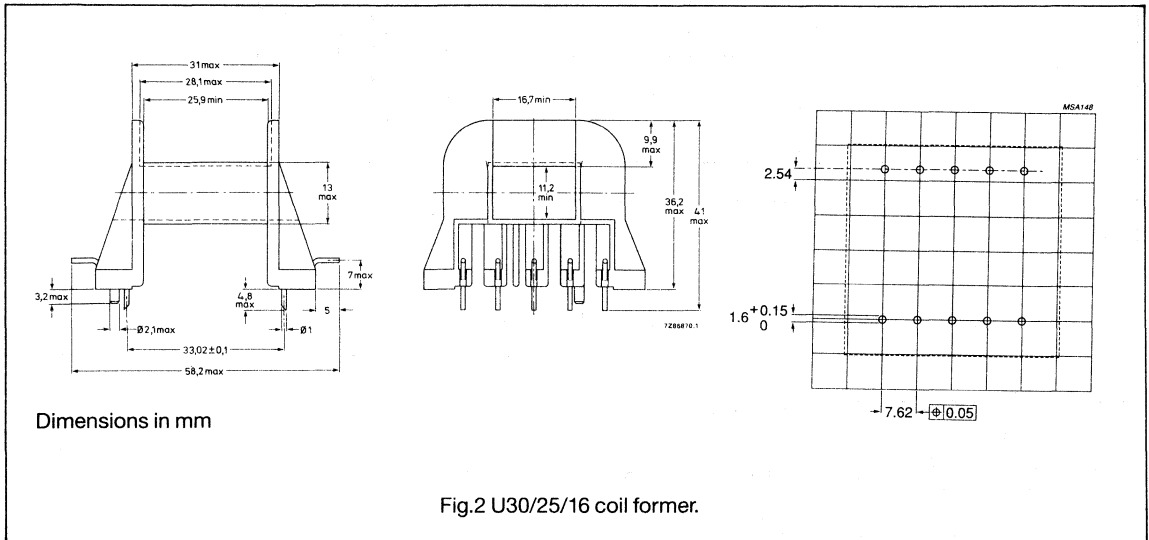 31max
28,1max
25,9min
13
max
3,2max
4,8
max
7max
5
Ø2,1max
Ø1
33,02±0,1
58,2max
16,7min
9,9
max
11,2
min
36,2
max
41
max
7Z86870.1
MSA148
2.54
1.6 +0.15
0
7.62
⌖ 0.05
Dimensions in mm
Fig.2 U30/25/16 coil former.